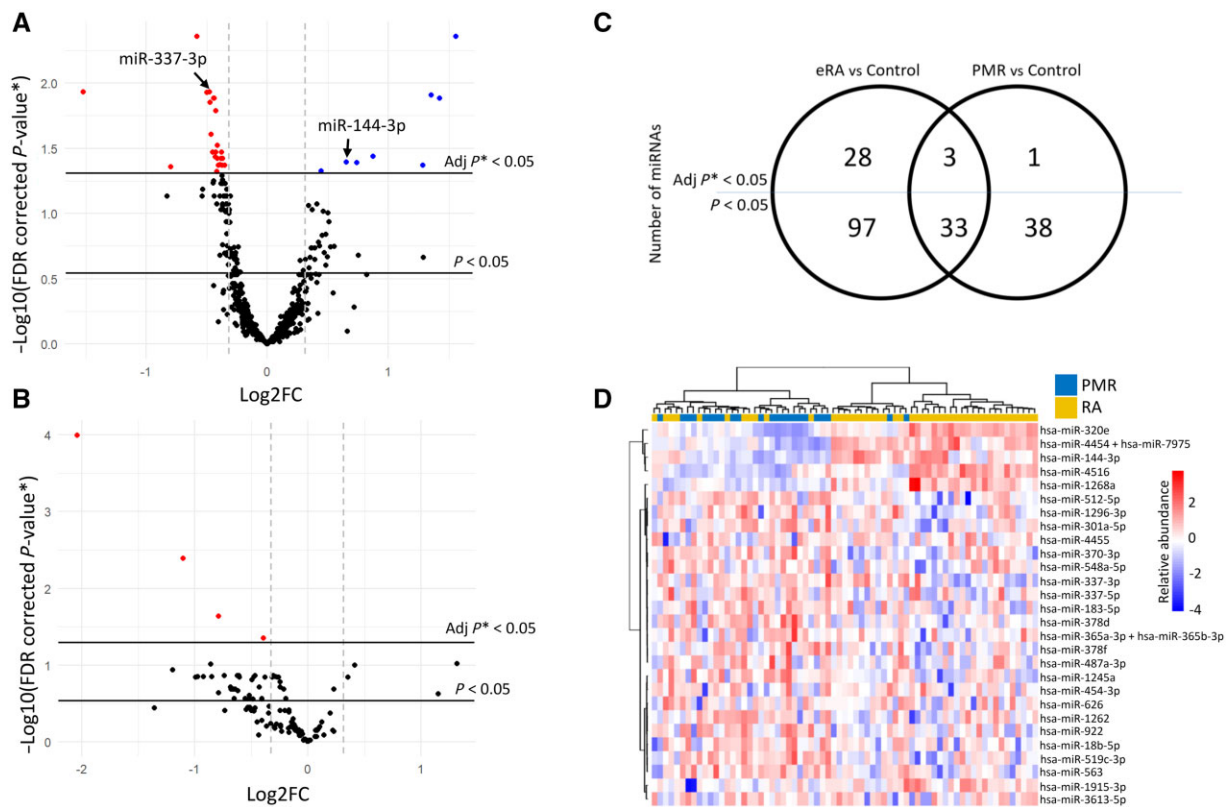 A
−Log10(FDR corrected P-value*)
2.0
1.5
1.0
0.5
0.0
miR-337-3p
miR-144-3p
Adj P* < 0.05
P < 0.05
-1
0
1
Log2FC
B
−Log10(FDR corrected P-value*)
4
3
2
1
0
Adj P* < 0.05
P < 0.05
-2
-1
0
1
Log2FC
C
eRA vs Control
PMR vs Control
Number of miRNAs
Adj P* < 0.05
P < 0.05
28
3
1
97
33
38
D
PMR
RA
hsa-miR-320e
hsa-miR-4454 + hsa-miR-7975
hsa-miR-144-3p
hsa-miR-4516
hsa-miR-1268a
hsa-miR-512-5p
hsa-miR-1296-3p
hsa-miR-301a-5p
hsa-miR-4455
hsa-miR-370-3p
hsa-miR-548a-5p
hsa-miR-337-3p
hsa-miR-337-5p
hsa-miR-183-5p
hsa-miR-378d
hsa-miR-365a-3p + hsa-miR-365b-3p
hsa-miR-378f
hsa-miR-487a-3p
hsa-miR-1245a
hsa-miR-454-3p
hsa-miR-626
hsa-miR-1262
hsa-miR-922
hsa-miR-18b-5p
hsa-miR-519c-3p
hsa-miR-563
hsa-miR-1915-3p
hsa-miR-3613-5p
Relative abundance
2
0
-2
-4